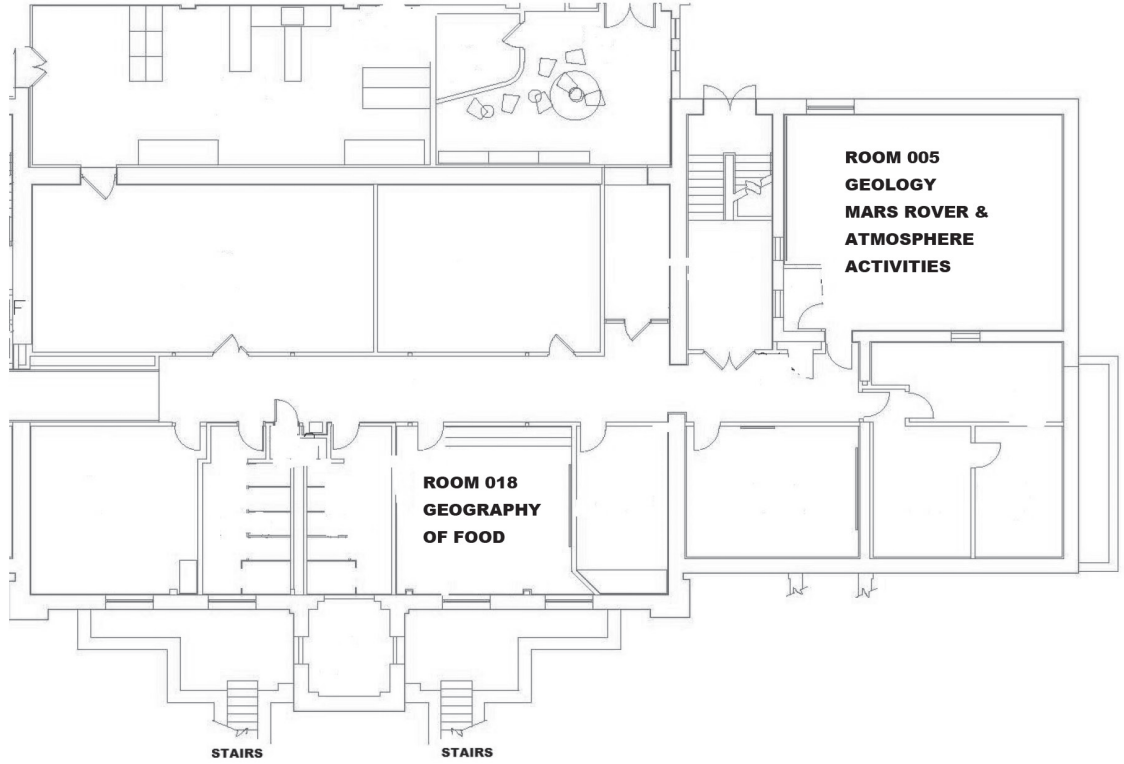 ROOM 005
GEOLOGY
MARS ROVER &
ATMOSPHERE
ACTIVITIES
ROOM 018
GEOGRAPHY
OF FOOD
STAIRS
STAIRS